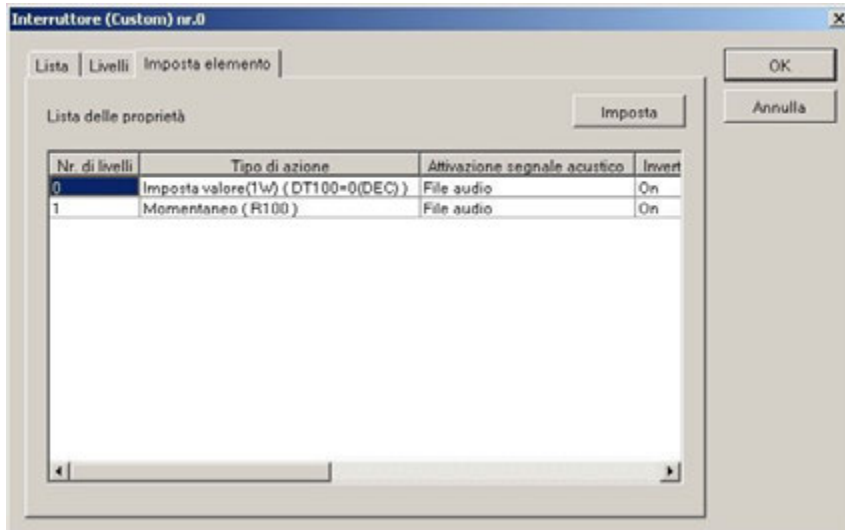 Interruttore (Custom) nr.0
Lista Livelli Imposta elemento
OK
Annulla
Lista delle proprietà
Imposta
Nr. di livelli Tipo di azione Attivazione segnale acustico Invert
0 Imposta valore(1W) ( DT100=0(DEC) ) File audio On
1 Momentaneo ( R100 ) File audio On